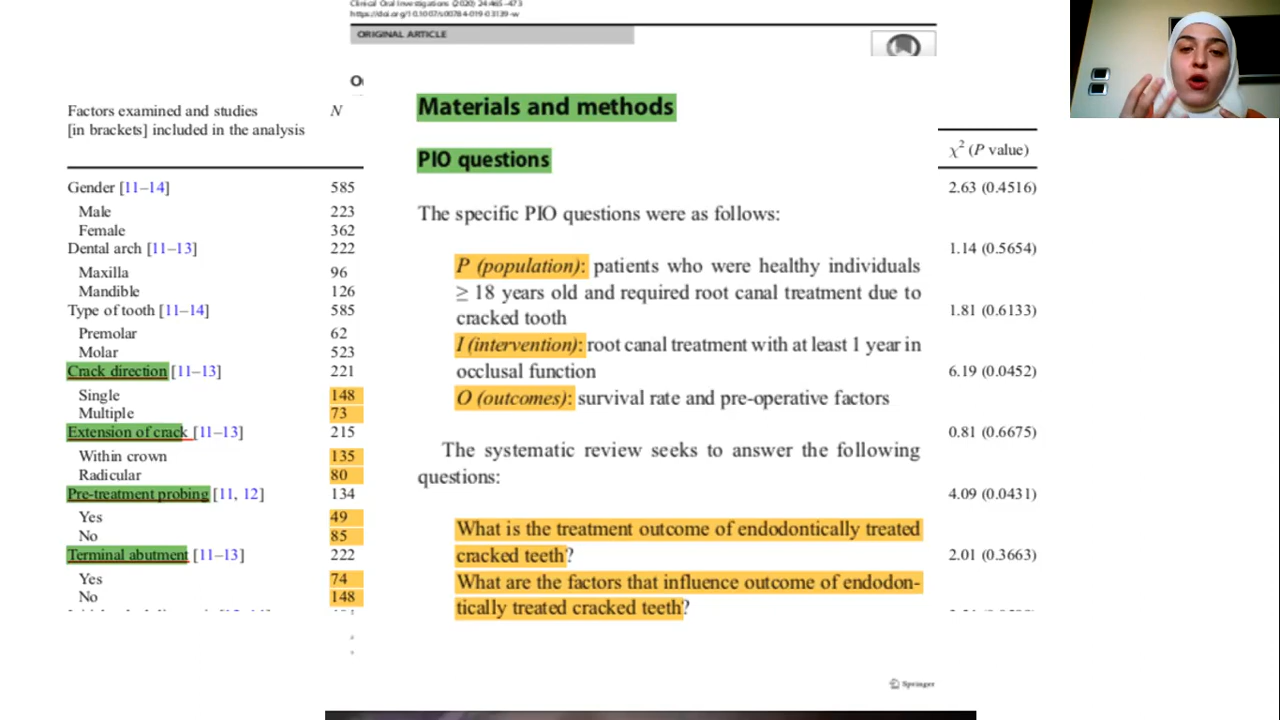 Clinical Oral Investigations (2020) 24:465–473
https://doi.org/10.1007/s00784-019-03139-w
ORIGINAL ARTICLE
Factors examined and studies
[in brackets] included in the analysis
N
χ² (P value)
Gender [11–14] 585 2.63 (0.4516)
Male 223
Female 362
Dental arch [11–13] 222 1.14 (0.5654)
Maxilla 96
Mandible 126
Type of tooth [11–14] 585 1.81 (0.6133)
Premolar 62
Molar 523
Crack direction [11–13] 221 6.19 (0.0452)
Single 148
Multiple 73
Extension of crack [11–13] 215 0.81 (0.6675)
Within crown 135
Radicular 80
Pre-treatment probing [11, 12] 134 4.09 (0.0431)
Yes 49
No 85
Terminal abutment [11–13] 222 2.01 (0.3663)
Yes 74
No 148
Materials and methods
PIO questions
The specific PIO questions were as follows:
P (population): patients who were healthy individuals
≥ 18 years old and required root canal treatment due to
cracked tooth
I (intervention): root canal treatment with at least 1 year in
occlusal function
O (outcomes): survival rate and pre-operative factors
The systematic review seeks to answer the following
questions:
What is the treatment outcome of endodontically treated
cracked teeth?
What are the factors that influence outcome of endodon-
tically treated cracked teeth?
Springer